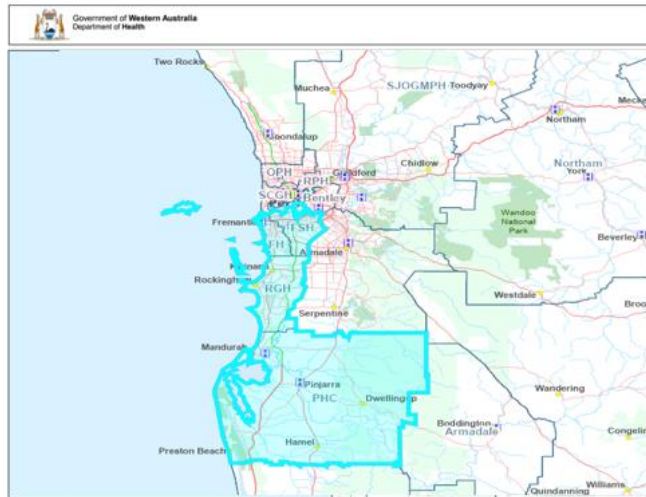 Government of Western Australia
Department of Health
Two Rocks
Muchea
SJOGMPH
Toodyay
Northam
Joondalup
OPH
RPH
Guildford
Chidlow
Northam
York
SCGH
Bentley
Wandoo
National
Park
Fremantle
FSH
FH
Armadale
Beverley
Kwinana
Rockingham
RGH
Westdale
Serpentine
Mandurah
Pinjarra
PHC
Dwellingup
Wandering
Boddington
Armadale
Hamel
Preston Beach
Williams
Quindanning